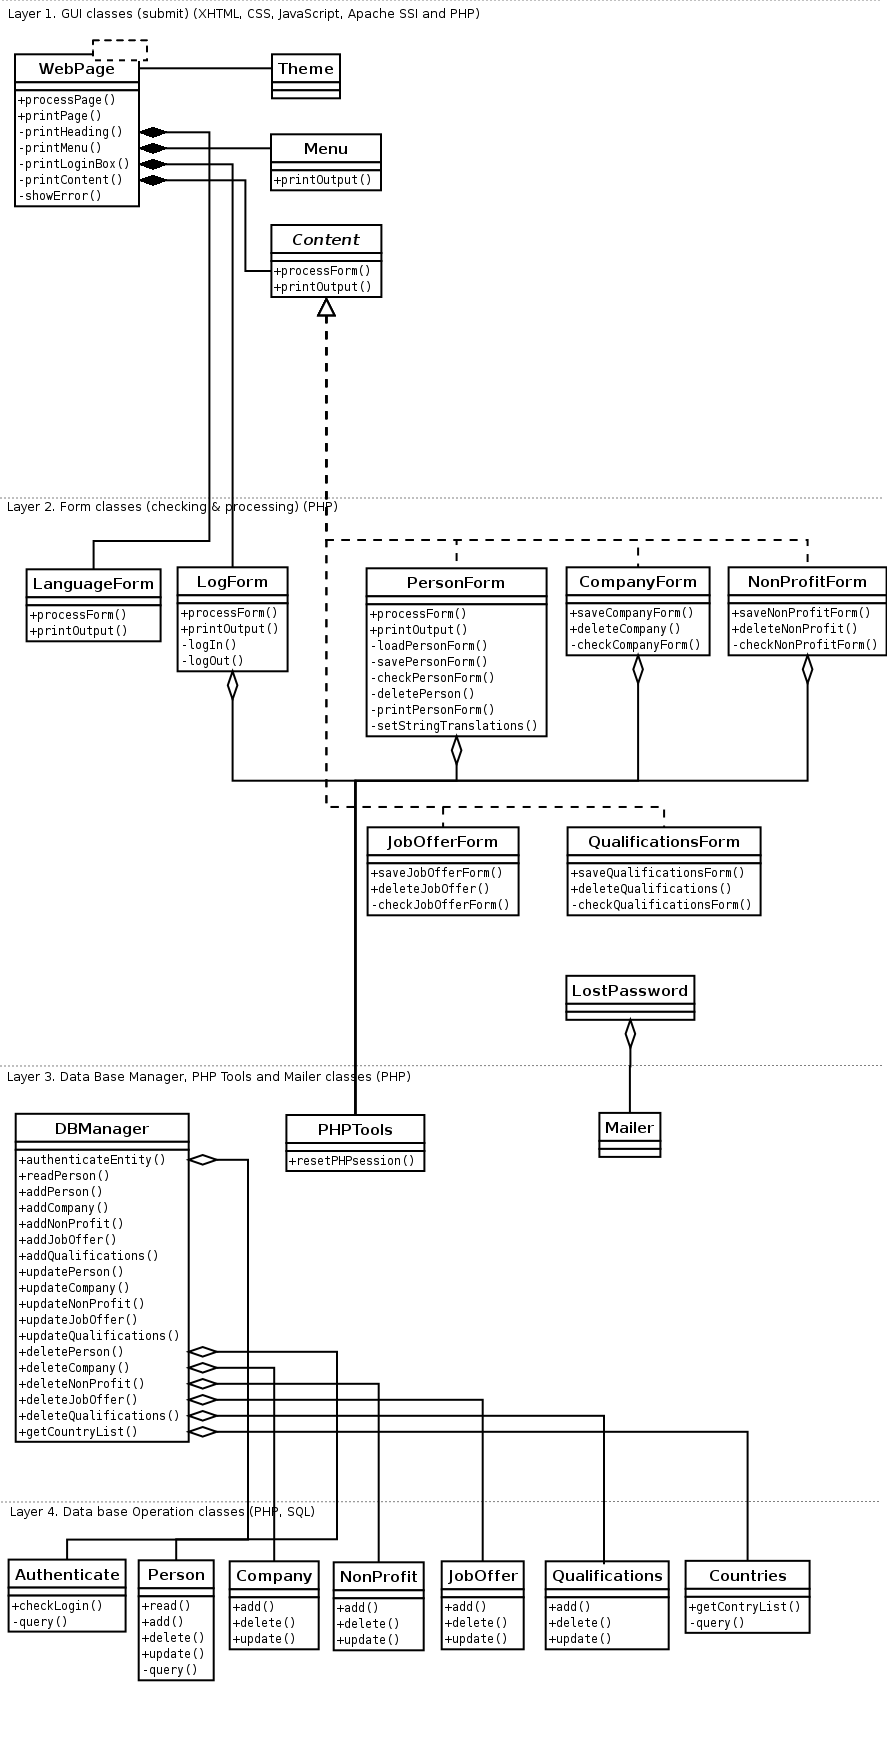 Layer 1. GUI classes (submit) (XHTML, CSS, JavaScript, Apache SSI and PHP)
WebPage
+processPage()
+printPage()
-printHeading()
-printMenu()
-printLoginBox()
-printContent()
-showError()
Theme
Menu
+printOutput()
Content
+processForm()
+printOutput()
Layer 2. Form classes (checking & processing) (PHP)
LanguageForm
+processForm()
+printOutput()
LogForm
+processForm()
+printOutput()
-logIn()
-logOut()
PersonForm
+processForm()
+printOutput()
-loadPersonForm()
-savePersonForm()
-checkPersonForm()
-deletePerson()
-printPersonForm()
-setStringTranslations()
CompanyForm
+saveCompanyForm()
+deleteCompany()
-checkCompanyForm()
NonProfitForm
+saveNonProfitForm()
+deleteNonProfit()
-checkNonProfitForm()
JobOfferForm
+saveJobOfferForm()
+deleteJobOffer()
-checkJobOfferForm()
QualificationsForm
+saveQualificationsForm()
+deleteQualifications()
-checkQualificationsForm()
LostPassword
Layer 3. Data Base Manager, PHP Tools and Mailer classes (PHP)
DBManager
+authenticateEntity()
+readPerson()
+addPerson()
+addCompany()
+addNonProfit()
+addJobOffer()
+addQualifications()
+updatePerson()
+updateCompany()
+updateNonProfit()
+updateJobOffer()
+updateQualifications()
+deletePerson()
+deleteCompany()
+deleteNonProfit()
+deleteJobOffer()
+deleteQualifications()
+getCountryList()
PHPTools
+resetPHPsession()
Mailer
Layer 4. Data base Operation classes (PHP, SQL)
Authenticate
+checkLogin()
-query()
Person
+read()
+add()
+delete()
+update()
-query()
Company
+add()
+delete()
+update()
NonProfit
+add()
+delete()
+update()
JobOffer
+add()
+delete()
+update()
Qualifications
+add()
+delete()
+update()
Countries
+getContryList()
-query()